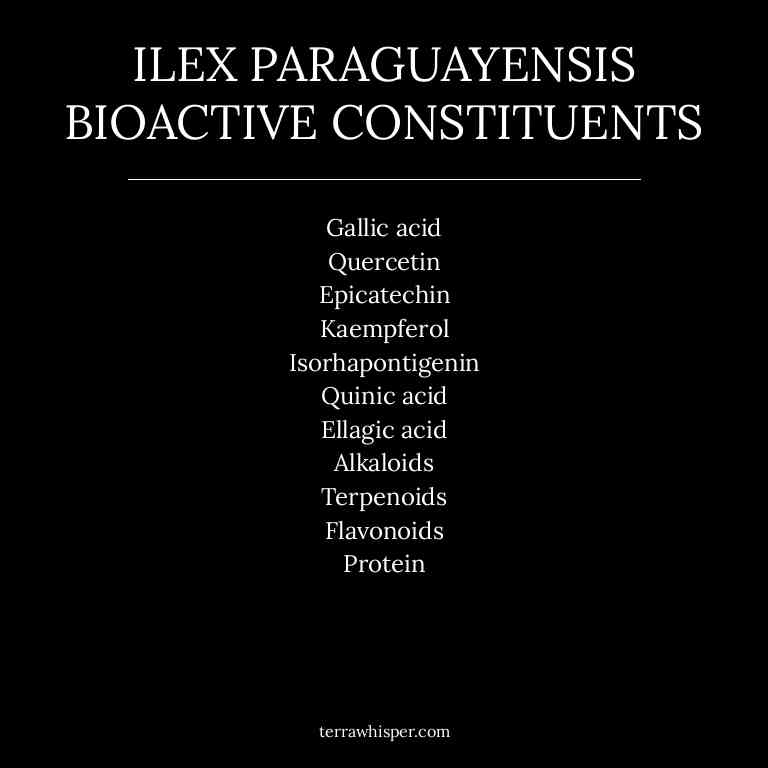 ILEX PARAGUAYENSIS
BIOACTIVE CONSTITUENTS
Gallic acid
Quercetin
Epicatechin
Kaempferol
Isorhapontigenin
Quinic acid
Ellagic acid
Alkaloids
Terpenoids
Flavonoids
Protein
terrawhisper.com